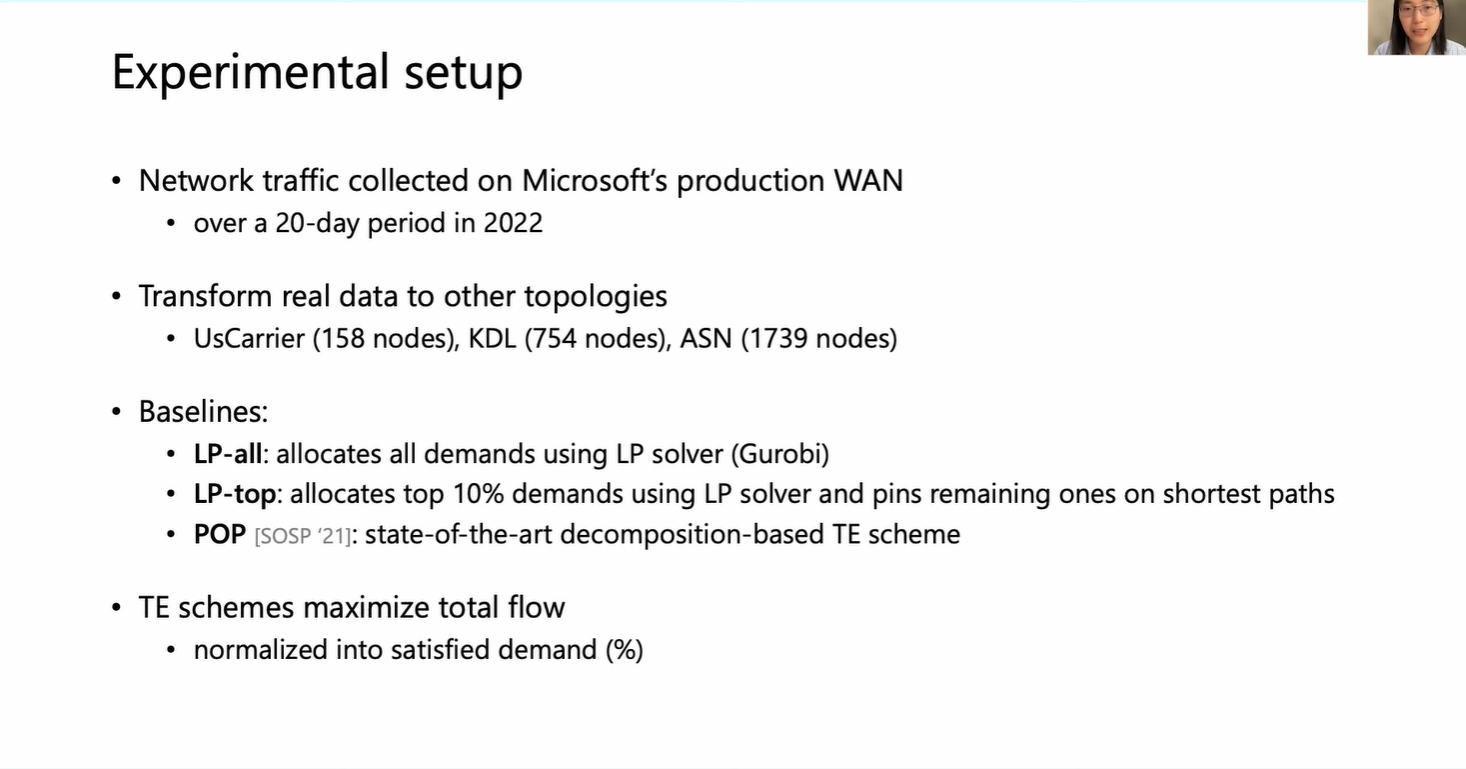 Experimental setup
• Network traffic collected on Microsoft’s production WAN
• over a 20-day period in 2022
• Transform real data to other topologies
• UsCarrier (158 nodes), KDL (754 nodes), ASN (1739 nodes)
• Baselines:
• LP-all: allocates all demands using LP solver (Gurobi)
• LP-top: allocates top 10% demands using LP solver and pins remaining ones on shortest paths
• POP [SOSP ‘21]: state-of-the-art decomposition-based TE scheme
• TE schemes maximize total flow
• normalized into satisfied demand (%)